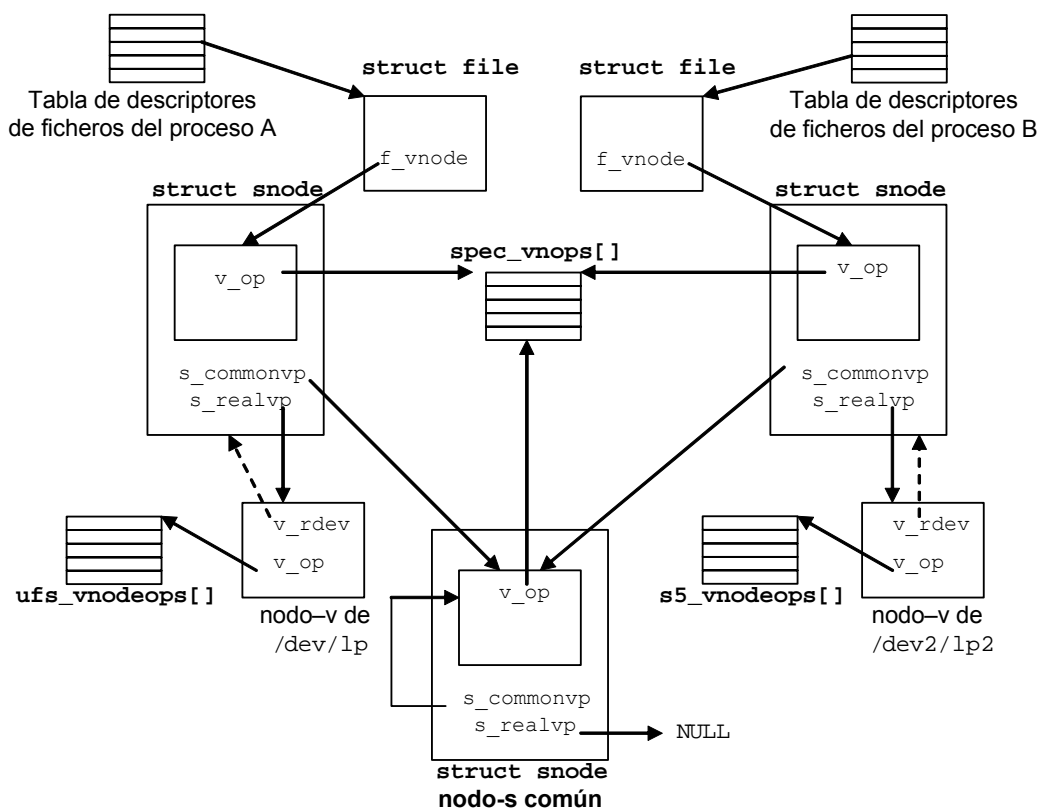 struct file
struct file
Tabla de descriptores
de ficheros del proceso A
Tabla de descriptores
de ficheros del proceso B
f_vnode
f_vnode
struct snode
struct snode
spec_vnops[]
v_op
v_op
s_commonvp
s_realvp
s_commonvp
s_realvp
v_rdev
v_op
v_rdev
v_op
ufs_vnodeops[]
s5_vnodeops[]
nodo–v de
/dev/lp
nodo–v de
/dev2/lp2
v_op
s_commonvp
s_realvp
NULL
struct snode
nodo-s común